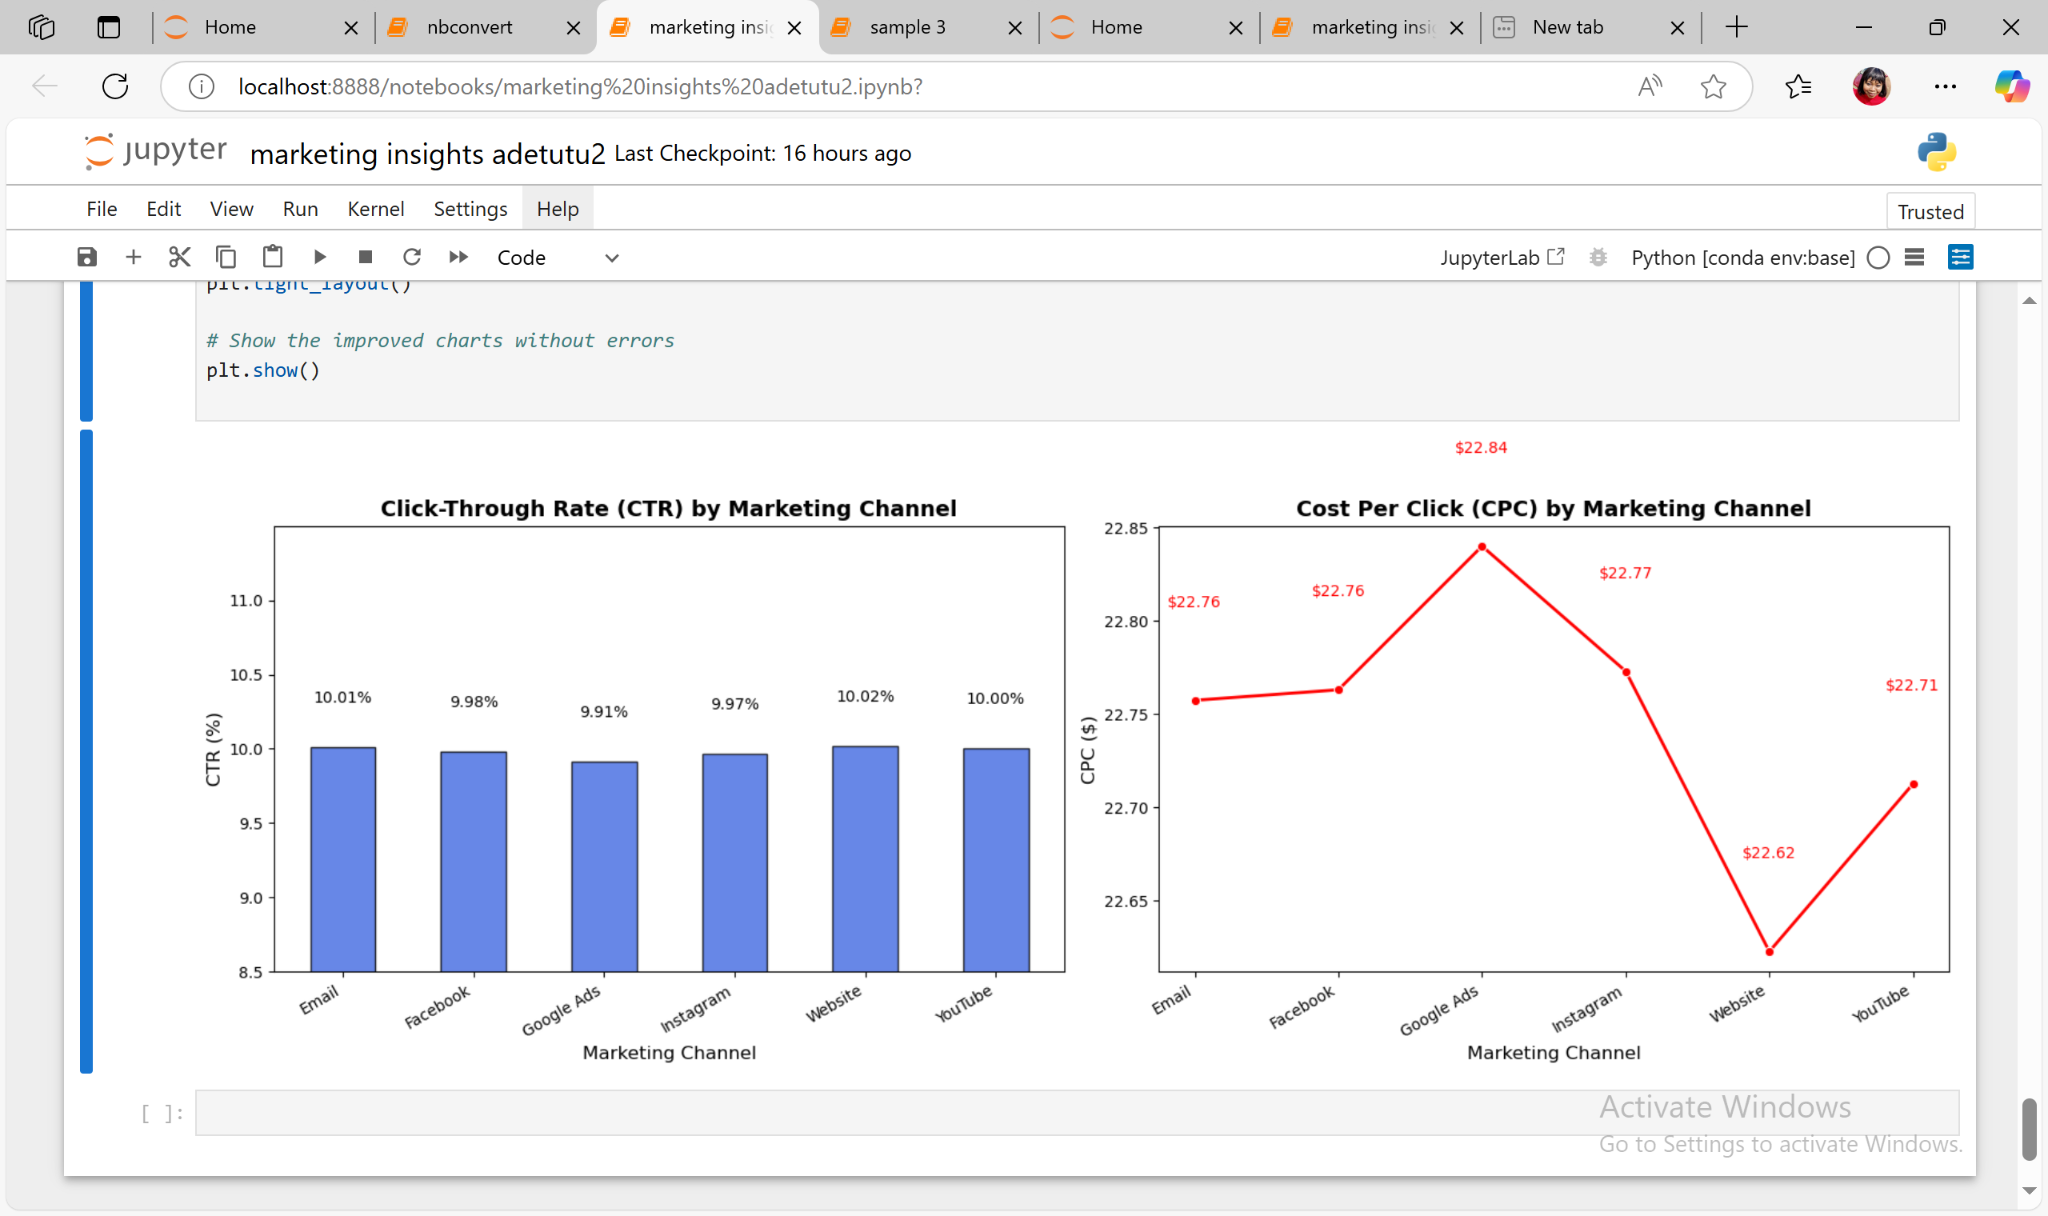 Home
nbconvert
marketing insi
sample 3
Home
marketing insi
New tab
localhost:8888/notebooks/marketing%20insights%20adetutu2.ipynb?
jupyter marketing insights adetutu2 Last Checkpoint: 16 hours ago
File Edit View Run Kernel Settings Help
Trusted
Code
JupyterLab
Python [conda env:base]
plt.tight_layout()
# Show the improved charts without errors
plt.show()
Click-Through Rate (CTR) by Marketing Channel
11.0
10.5
10.0
9.5
9.0
8.5
CTR (%)
10.01%
9.98%
9.91%
9.97%
10.02%
10.00%
Email
Facebook
Google Ads
Instagram
Website
YouTube
Marketing Channel
$22.84
Cost Per Click (CPC) by Marketing Channel
22.85
22.80
22.75
22.70
22.65
CPC ($)
$22.76
$22.76
$22.77
$22.62
$22.71
Email
Facebook
Google Ads
Instagram
Website
YouTube
Marketing Channel
[ ]:
Activate Windows
Go to Settings to activate Windows.